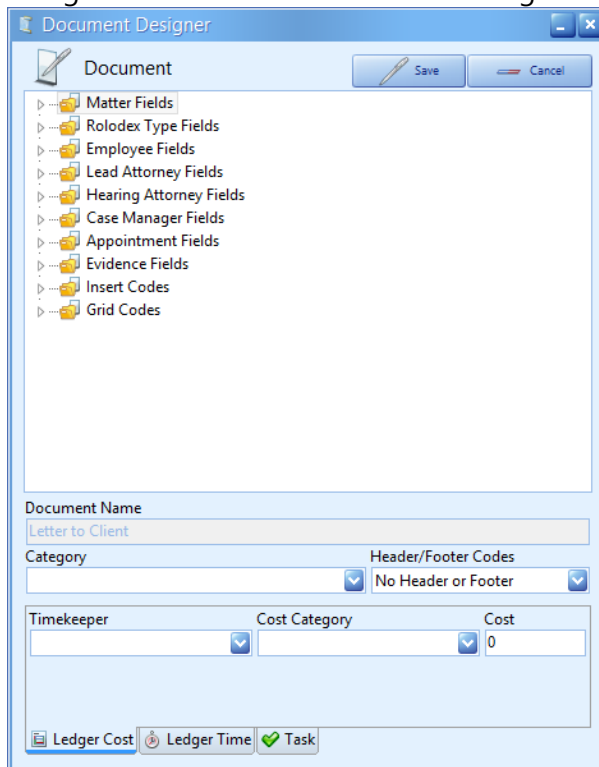 Document Designer
Document
Save
Cancel
Matter Fields
Rolodex Type Fields
Employee Fields
Lead Attorney Fields
Hearing Attorney Fields
Case Manager Fields
Appointment Fields
Evidence Fields
Insert Codes
Grid Codes
Document Name
Letter to Client
Category Header/Footer Codes
No Header or Footer
Timekeeper Cost Category Cost
0
Ledger Cost Ledger Time Task